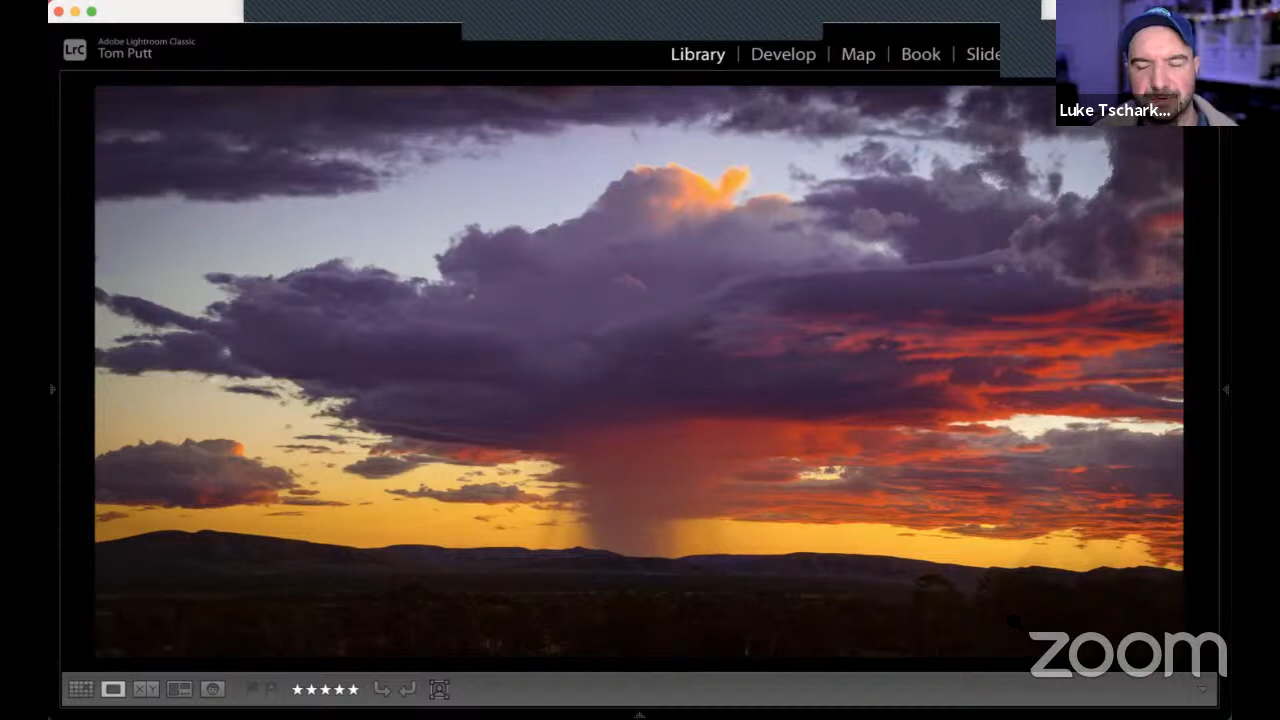 LrC
Adobe Lightroom Classic
Tom Putt
Library | Develop | Map | Book | Slide
Luke Tschark...
zoom
X Y